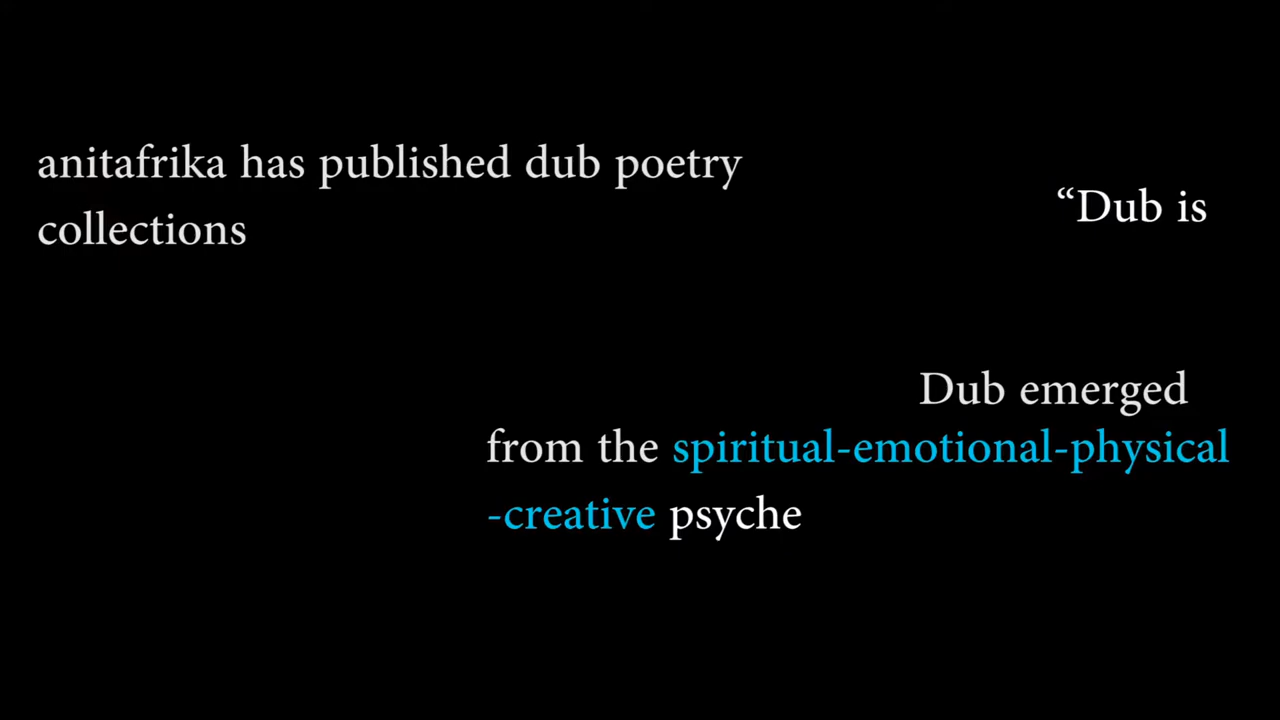 anitafrika has published dub poetry
collections
“Dub is
Dub emerged
from the spiritual-emotional-physical
-creative psyche